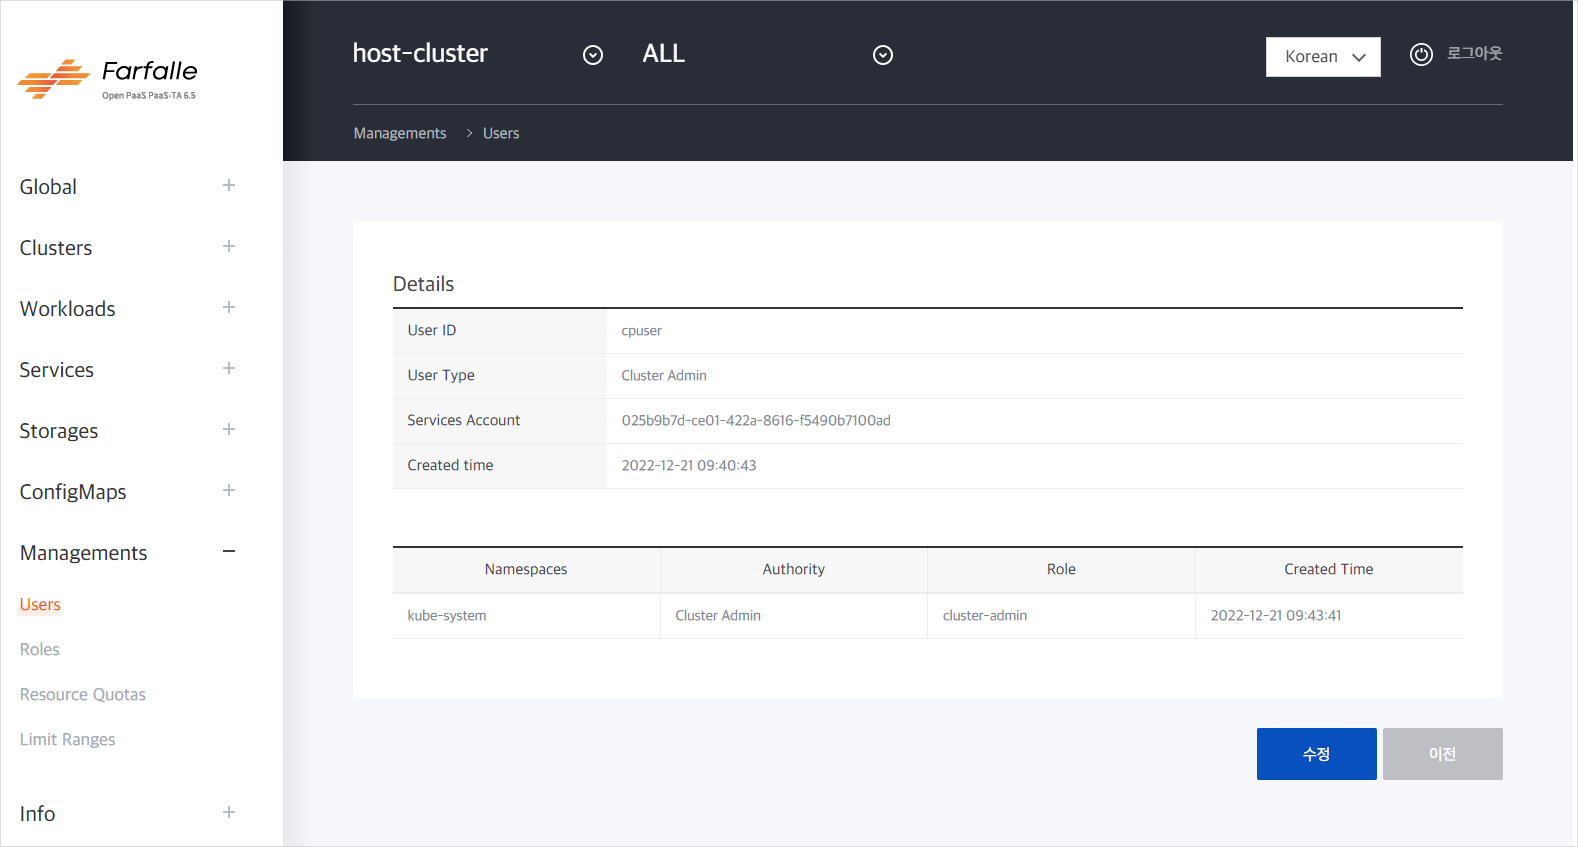 Farfalle
Open PaaS PaaS-TA 6.5
host-cluster
ALL
Korean
로그아웃
Managements > Users
Global
Clusters
Workloads
Services
Storages
ConfigMaps
Managements
Users
Roles
Resource Quotas
Limit Ranges
Info
Details
User ID cpuser
User Type Cluster Admin
Services Account 025b9b7d-ce01-422a-8616-f5490b7100ad
Created time 2022-12-21 09:40:43
Namespaces Authority Role Created Time
kube-system Cluster Admin cluster-admin 2022-12-21 09:43:41
수정
이전